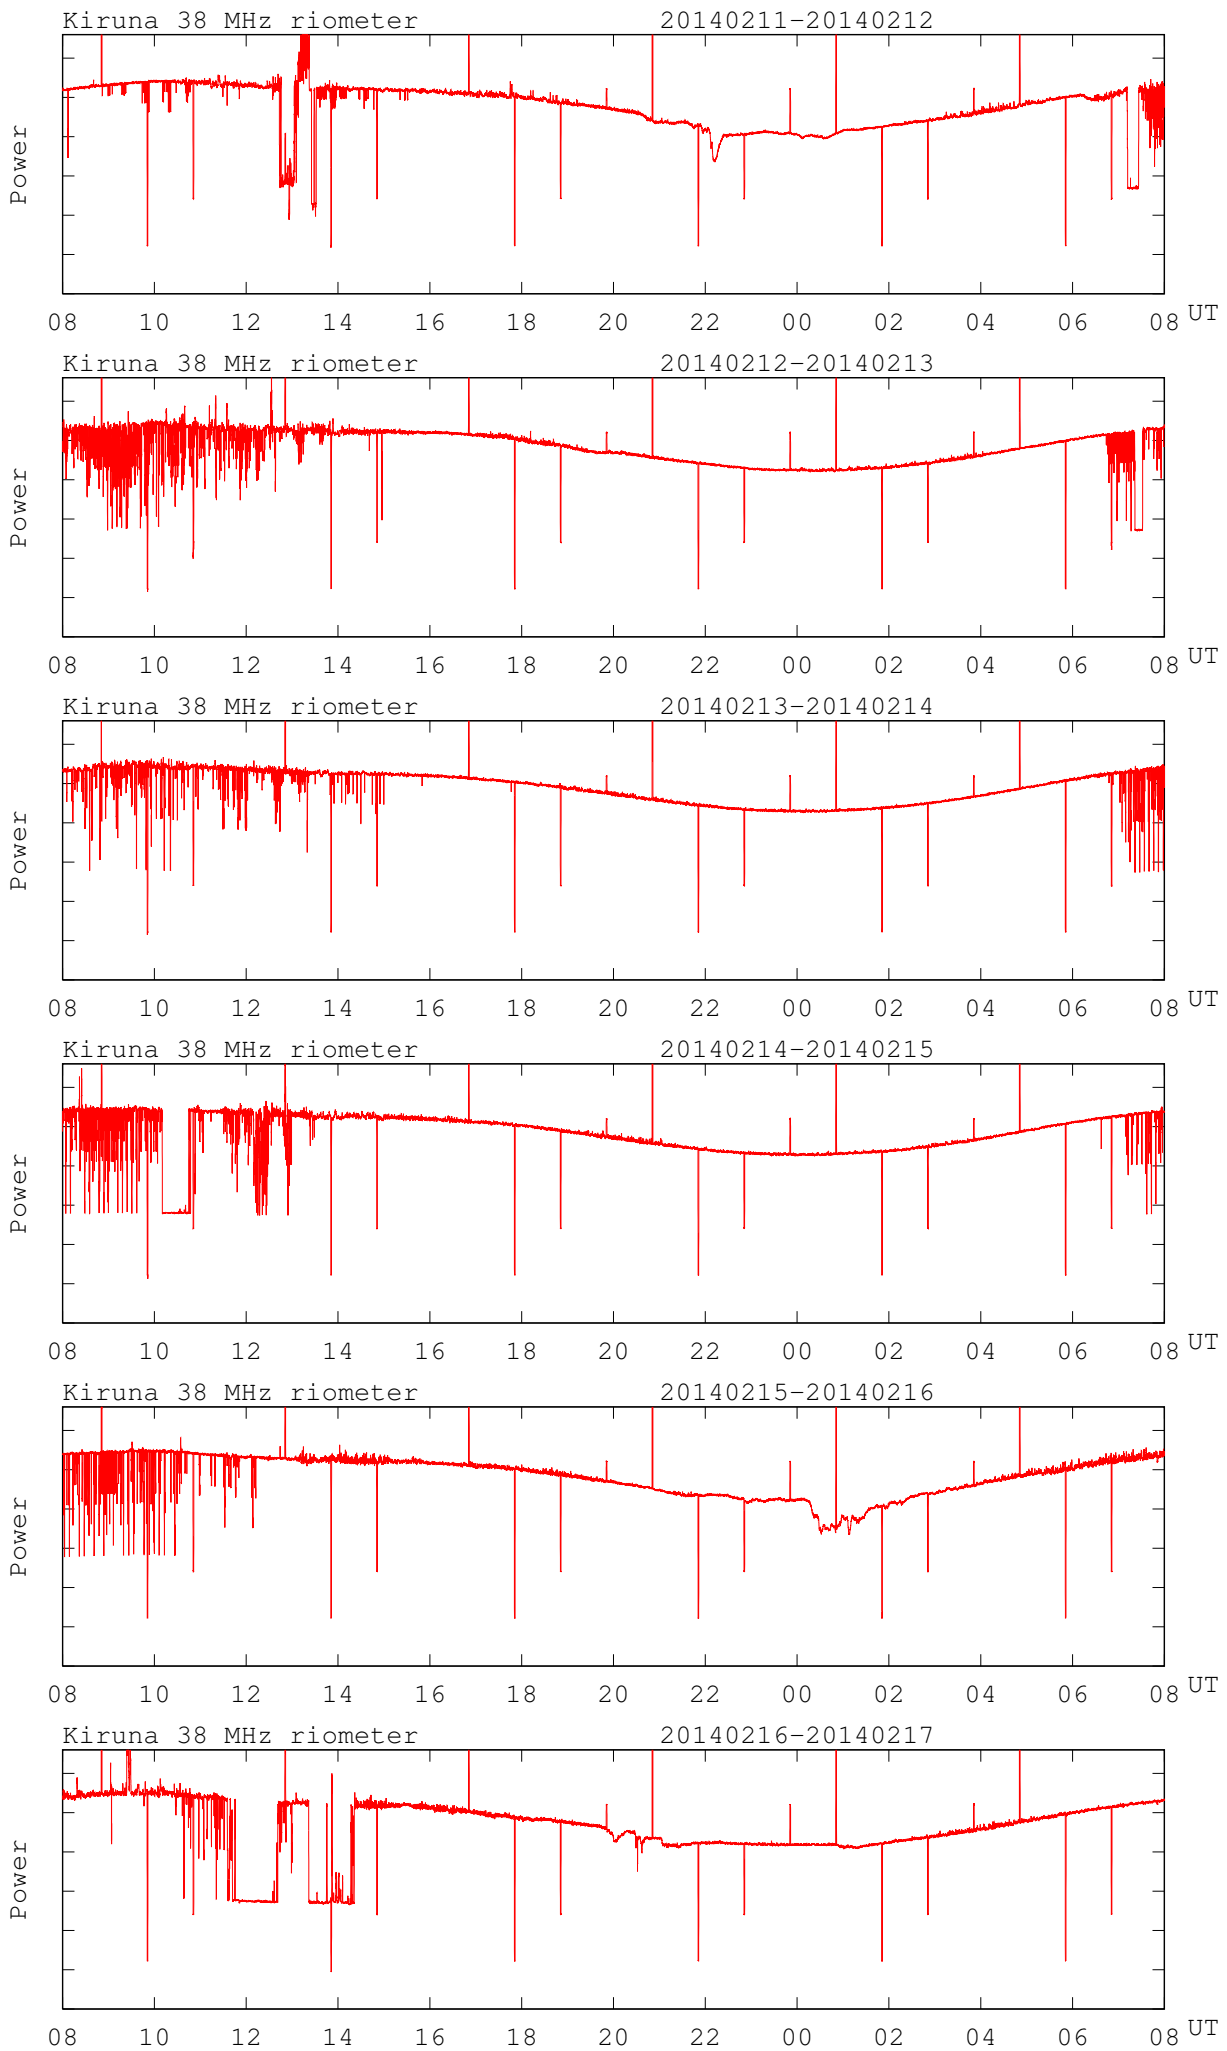 Kiruna 38 MHz riometer 20140211-20140212
Power
08 10 12 14 16 18 20 22 00 02 04 06 08 UT
Kiruna 38 MHz riometer 20140212-20140213
Power
08 10 12 14 16 18 20 22 00 02 04 06 08 UT
Kiruna 38 MHz riometer 20140213-20140214
Power
08 10 12 14 16 18 20 22 00 02 04 06 08 UT
Kiruna 38 MHz riometer 20140214-20140215
Power
08 10 12 14 16 18 20 22 00 02 04 06 08 UT
Kiruna 38 MHz riometer 20140215-20140216
Power
08 10 12 14 16 18 20 22 00 02 04 06 08 UT
Kiruna 38 MHz riometer 20140216-20140217
Power
08 10 12 14 16 18 20 22 00 02 04 06 08 UT